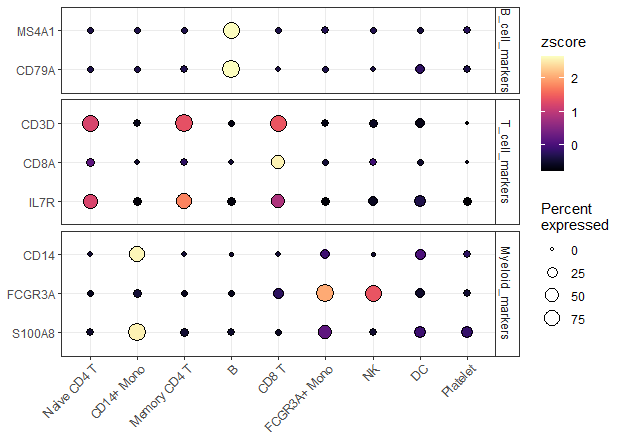 MS4A1
CD79A
B_cell_markers
CD3D
CD8A
IL7R
T_cell_markers
CD14
FCGR3A
S100A8
Myeloid_markers
Naive CD4 T
CD14+ Mono
Memory CD4 T
B
CD8 T
FCGR3A+ Mono
NK
DC
Platelet
zscore
2
1
0
Percent
expressed
0
25
50
75